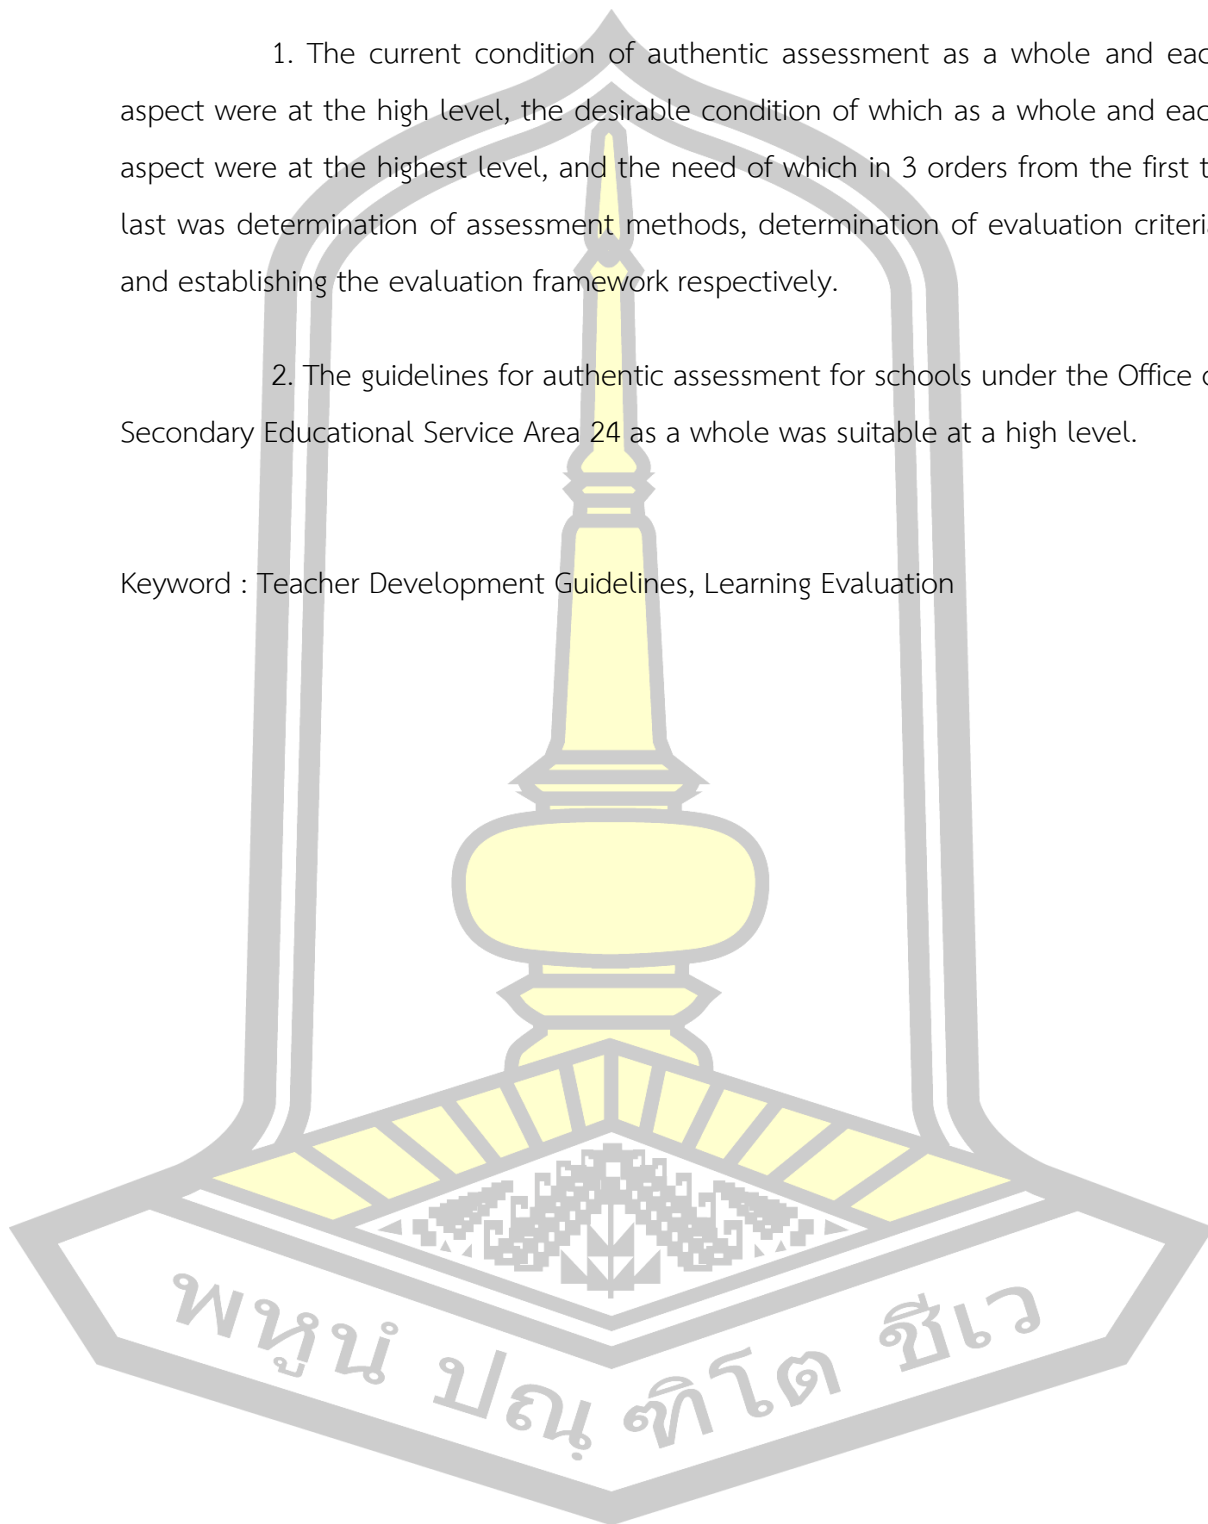 1. The current condition of authentic assessment as a whole and eac
aspect were at the high level, the desirable condition of which as a whole and eac
aspect were at the highest level, and the need of which in 3 orders from the first t
last was determination of assessment methods, determination of evaluation criteria
and establishing the evaluation framework respectively.
2. The guidelines for authentic assessment for schools under the Office o
Secondary Educational Service Area 24 as a whole was suitable at a high level.
Keyword : Teacher Development Guidelines, Learning Evaluation
พหูนํ ปณฺฑิโต ชีเว